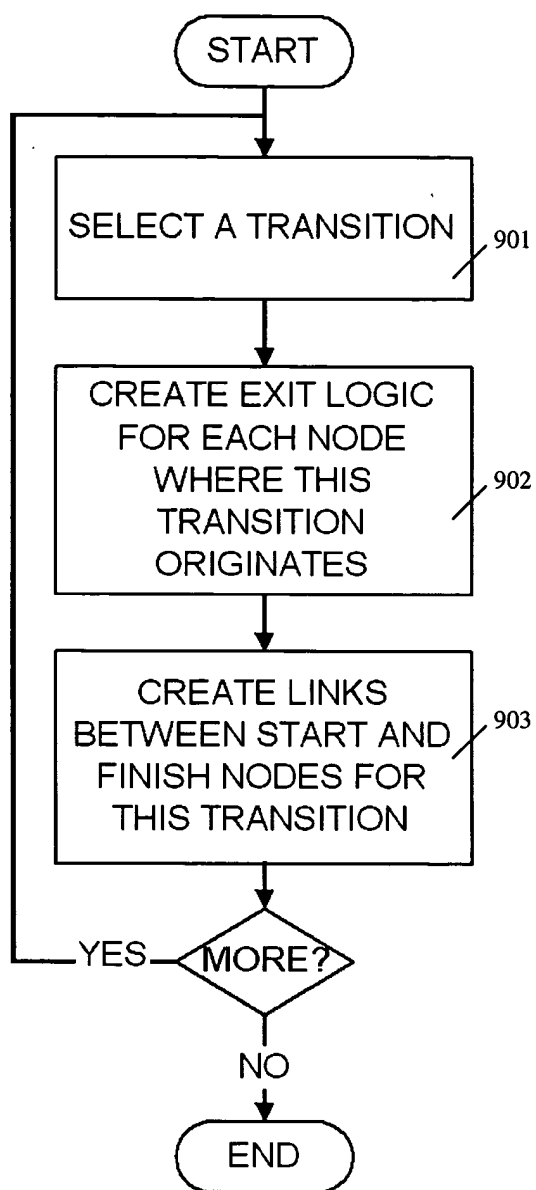 START
SELECT A TRANSITION
901
CREATE EXIT LOGIC
FOR EACH NODE
WHERE THIS
TRANSITION
ORIGINATES
902
CREATE LINKS
BETWEEN START AND
FINISH NODES FOR
THIS TRANSITION
903
YES
MORE?
NO
END